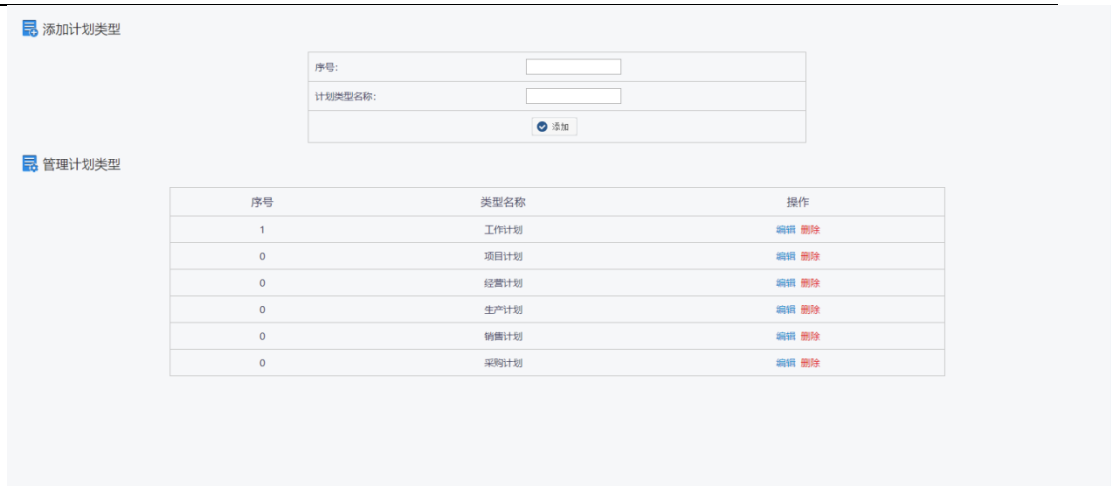 添加计划类型
序号:
计划类型名称:
添加
管理计划类型
序号 类型名称 操作
1 工作计划 编辑 删除
0 项目计划 编辑 删除
0 经营计划 编辑 删除
0 生产计划 编辑 删除
0 销售计划 编辑 删除
0 采购计划 编辑 删除